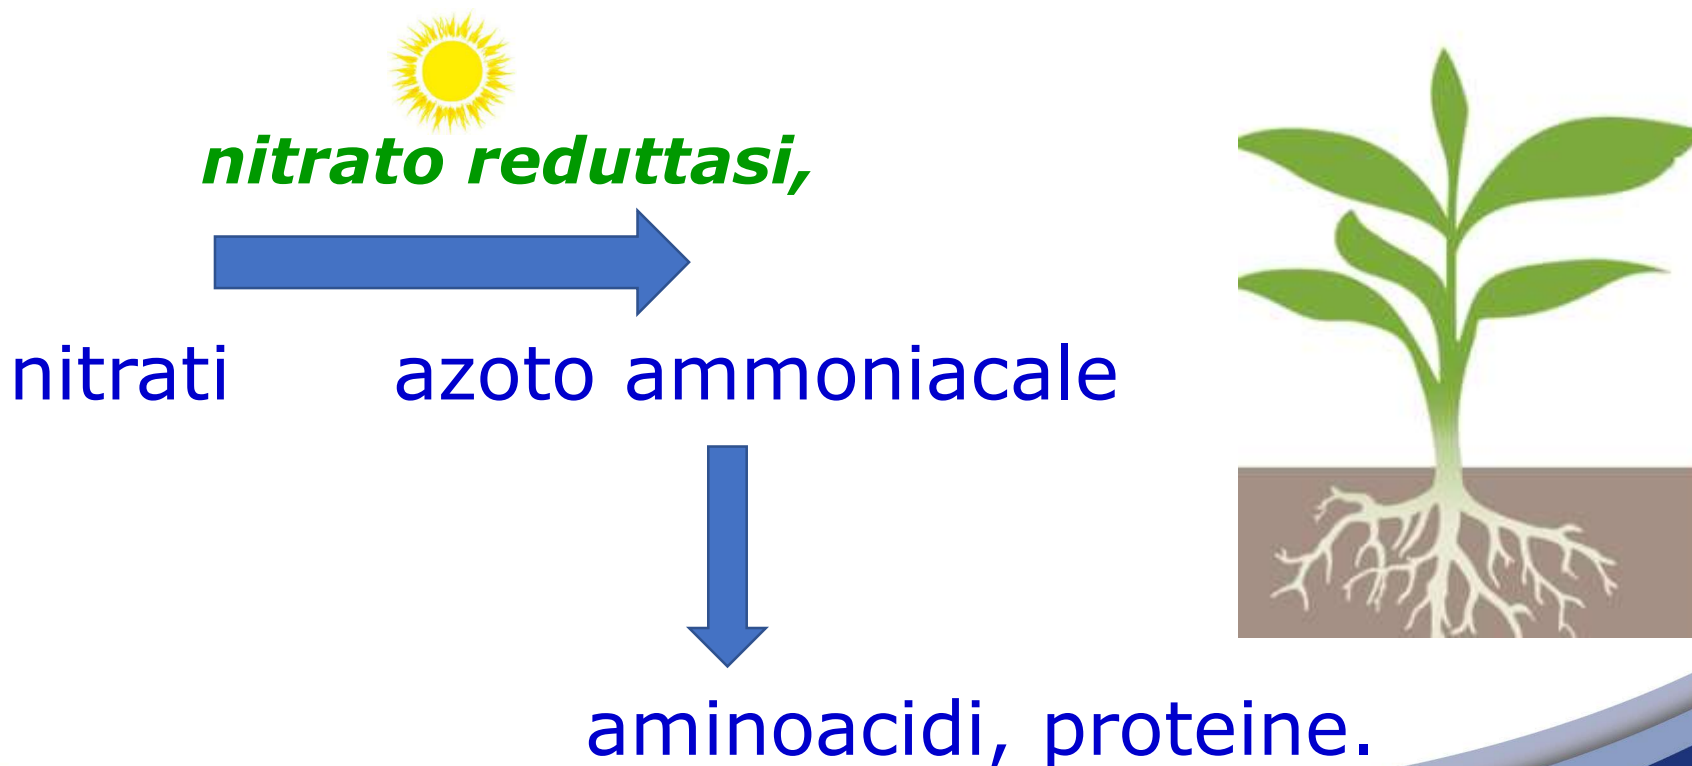 nitrato reduttasi,
nitrati azoto ammoniacale
aminoacidi, proteine.